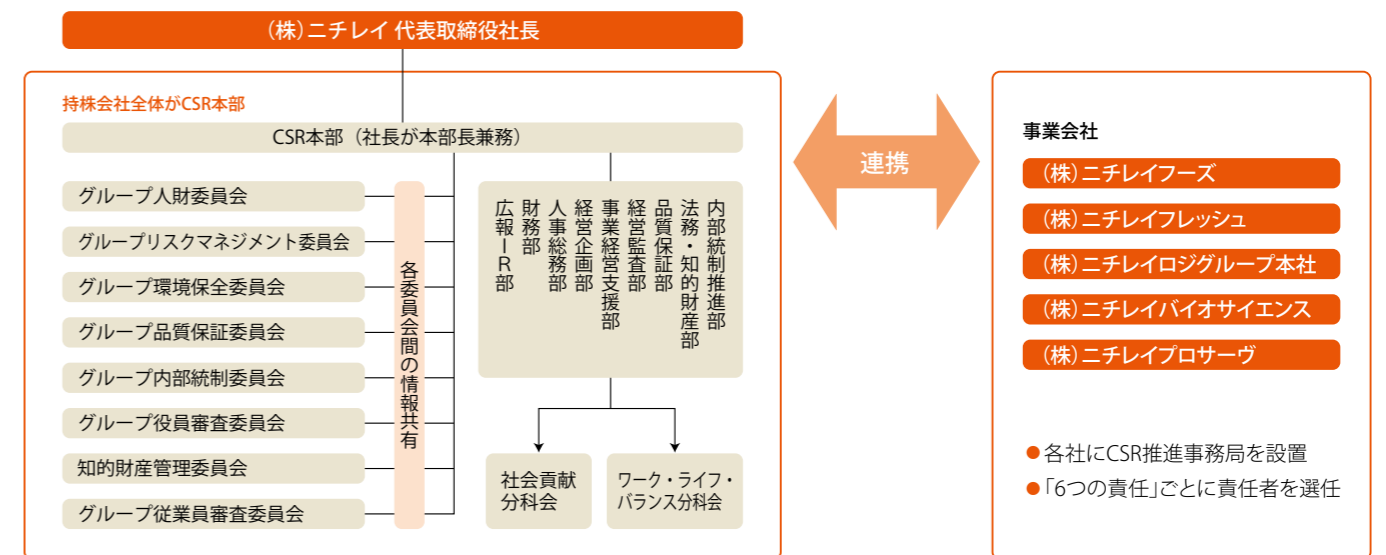 (株)ニチレイ 代表取締役社長
持株会社全体がCSR本部
CSR本部（社長が本部長兼務）
グループ人財委員会
グループリスクマネジメント委員会
グループ環境保全委員会
グループ品質保証委員会
グループ内部統制委員会
グループ役員審査委員会
知的財産管理委員会
グループ従業員審査委員会
各委員会間の情報共有
内部統制推進部
法務・知的財産部
品質保証部
経営監査部
事業経営支援部
経営企画部
人事総務部
財務部
広報IR部
社会貢献
分科会
ワーク・ライフ・
バランス分科会
連携
事業会社
(株)ニチレイフーズ
(株)ニチレイフレッシュ
(株)ニチレイロジグループ本社
(株)ニチレイバイオサイエンス
(株)ニチレイプロサーヴ
●各社にCSR推進事務局を設置
●「6つの責任」ごとに責任者を選任